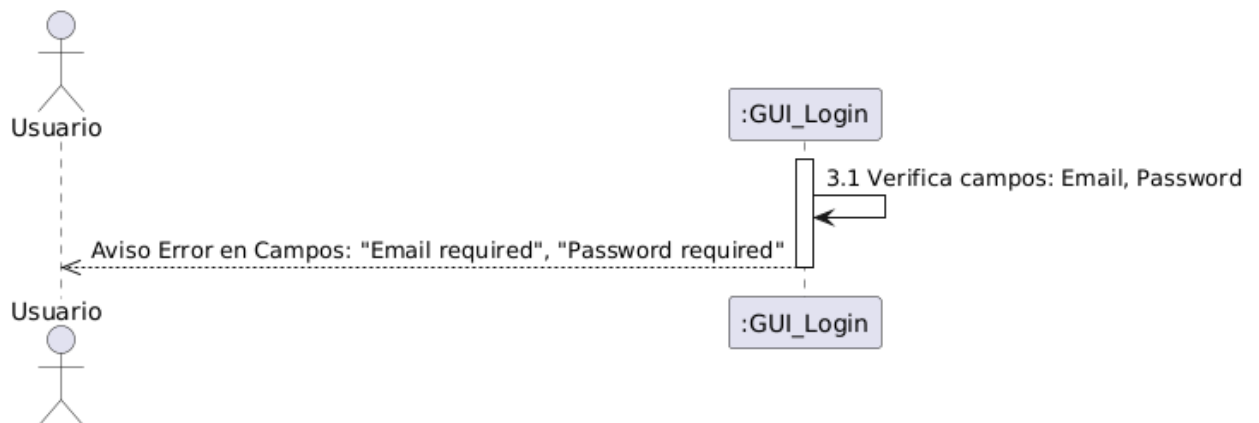 Usuario
:GUI_Login
3.1 Verifica campos: Email, Password
Aviso Error en Campos: "Email required", "Password required"
Usuario
:GUI_Login